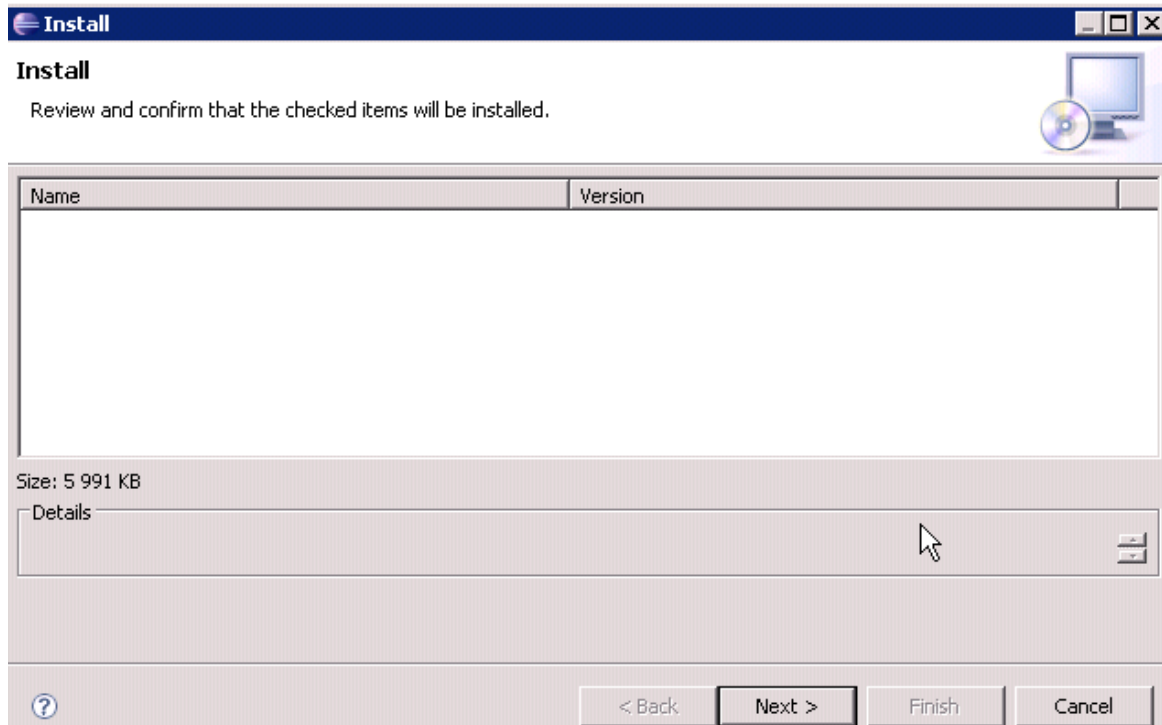 Install
Install
Review and confirm that the checked items will be installed.
Name Version
Size: 5 991 KB
Details
? < Back Next > Finish Cancel